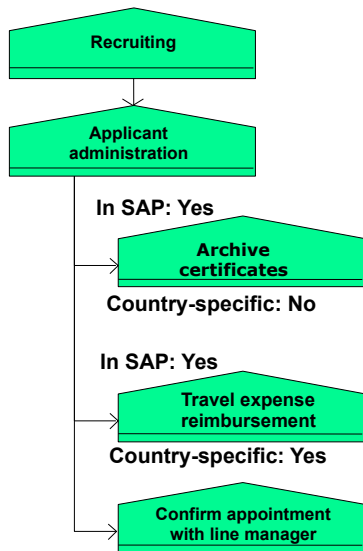 Recruiting
Applicant
administration
In SAP: Yes
Archive
certificates
Country-specific: No
In SAP: Yes
Travel expense
reimbursement
Country-specific: Yes
Confirm appointment
with line manager